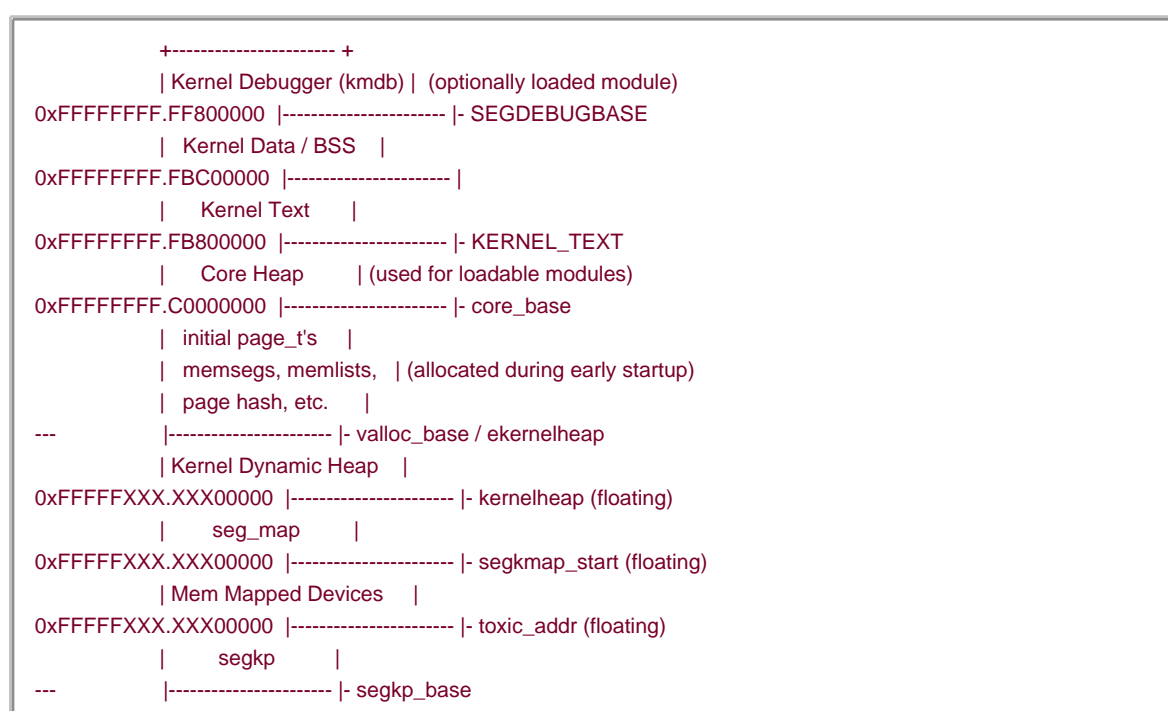 +----------------------- +
| Kernel Debugger (kmdb) | (optionally loaded module)
0xFFFFFFFF.FF800000 |----------------------- |- SEGDEBUGBASE
| Kernel Data / BSS |
0xFFFFFFFF.FBC00000 |----------------------- |
| Kernel Text |
0xFFFFFFFF.FB800000 |----------------------- |- KERNEL_TEXT
| Core Heap | (used for loadable modules)
0xFFFFFFFF.C0000000 |----------------------- |- core_base
| initial page_t's |
| memsegs, memlists, | (allocated during early startup)
| page hash, etc. |
--- |----------------------- |- valloc_base / ekernelheap
| Kernel Dynamic Heap |
0xFFFFFXXX.XXX00000 |----------------------- |- kernelheap (floating)
| seg_map |
0xFFFFFXXX.XXX00000 |----------------------- |- segkmap_start (floating)
| Mem Mapped Devices |
0xFFFFFXXX.XXX00000 |----------------------- |- toxic_addr (floating)
| segkp |
--- |----------------------- |- segkp_base